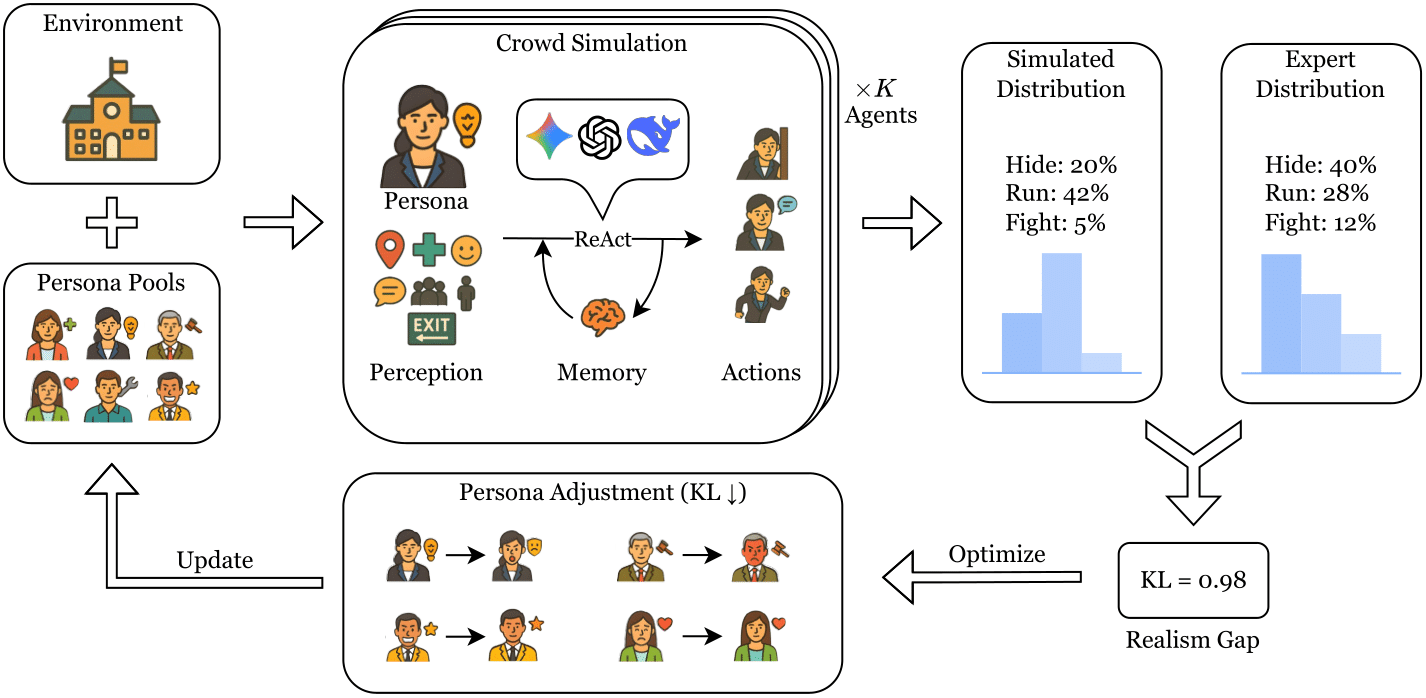 Environment
Persona Pools
Crowd Simulation
Persona
Perception
EXIT
ReAct
Memory
Actions
×K
Agents
Simulated
Distribution
Hide: 20%
Run: 42%
Fight: 5%
Expert
Distribution
Hide: 40%
Run: 28%
Fight: 12%
KL = 0.98
Realism Gap
Optimize
Persona Adjustment (KL ↓)
Update